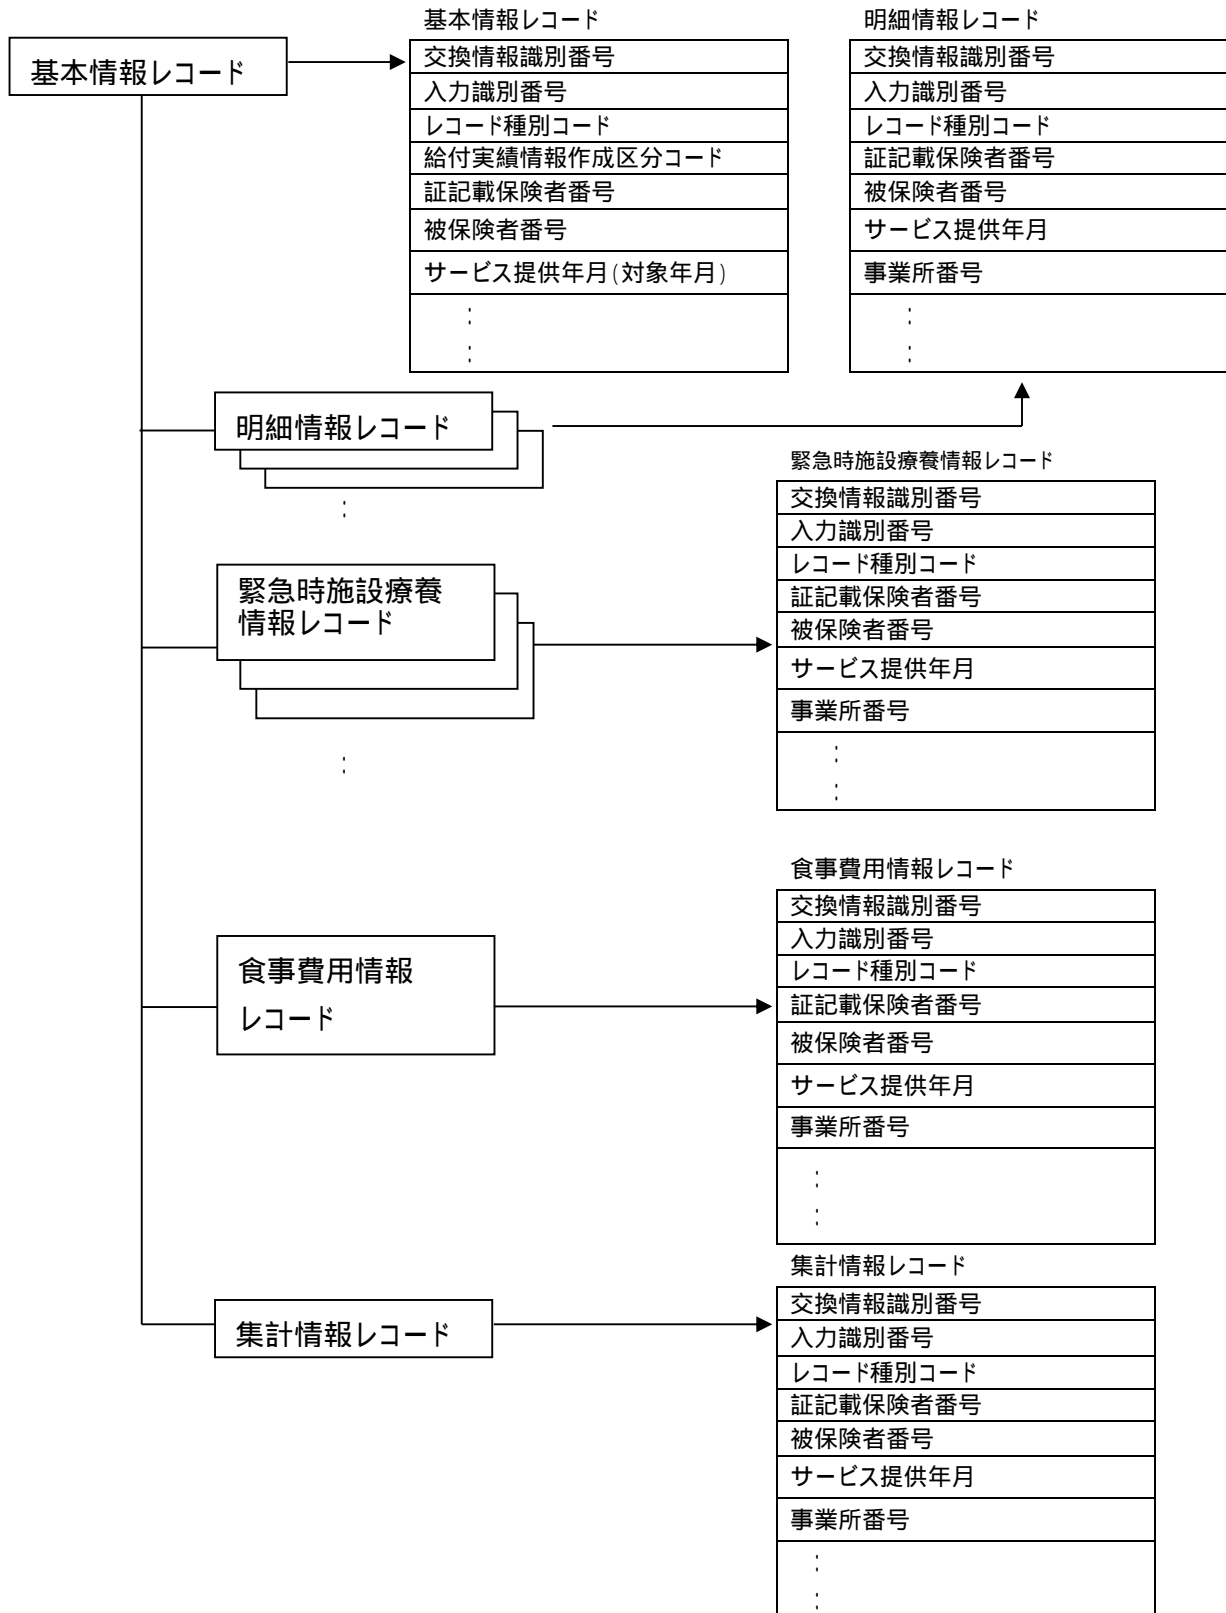 基本情報レコード
基本情報レコード
交換情報識別番号
入力識別番号
レコード種別コード
給付実績情報作成区分コード
証記載保険者番号
被保険者番号
サービス提供年月(対象年月)
:
:
明細情報レコード
交換情報識別番号
入力識別番号
レコード種別コード
証記載保険者番号
被保険者番号
サービス提供年月
事業所番号
:
:
明細情報レコード
:
緊急時施設療養
情報レコード
:
緊急時施設療養情報レコード
交換情報識別番号
入力識別番号
レコード種別コード
証記載保険者番号
被保険者番号
サービス提供年月
事業所番号
:
:
食事費用情報
レコード
食事費用情報レコード
交換情報識別番号
入力識別番号
レコード種別コード
証記載保険者番号
被保険者番号
サービス提供年月
事業所番号
:
:
集計情報レコード
集計情報レコード
交換情報識別番号
入力識別番号
レコード種別コード
証記載保険者番号
被保険者番号
サービス提供年月
事業所番号
:
: